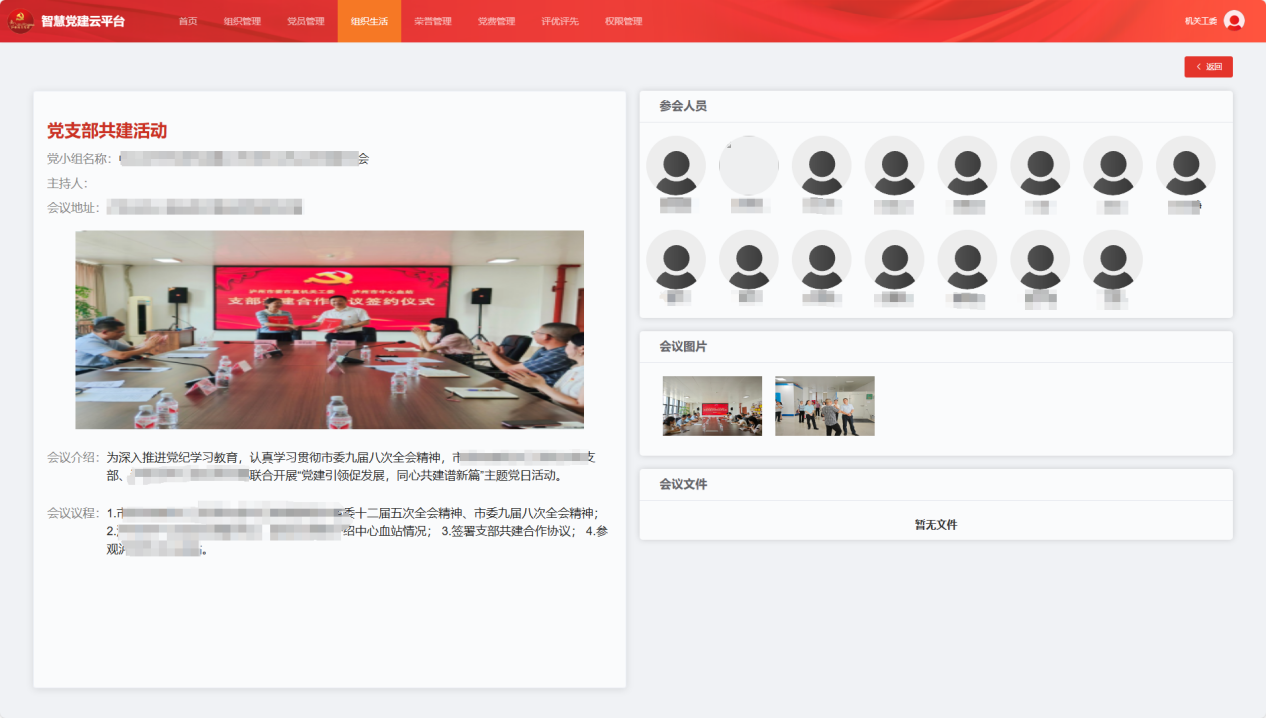 智慧党建云平台
首页 组织管理 党员管理 组织生活 荣誉管理 党费管理 评优评先 权限管理
机关工委
返回
党支部共建活动
党小组名称： 会
主持人：
会议地址：
支部共建合作协议签约仪式
会议介绍： 为深入推进党纪学习教育，认真学习贯彻市委九届八次全会精神，市 支
部、 联合开展“党建引领促发展，同心共建谱新篇”主题党日活动。
会议议程： 1.市 委十二届五次全会精神、市委九届八次全会精神；
2. 绍中心血站情况； 3.签署支部共建合作协议； 4.参
观 。
参会人员
会议图片
会议文件
暂无文件